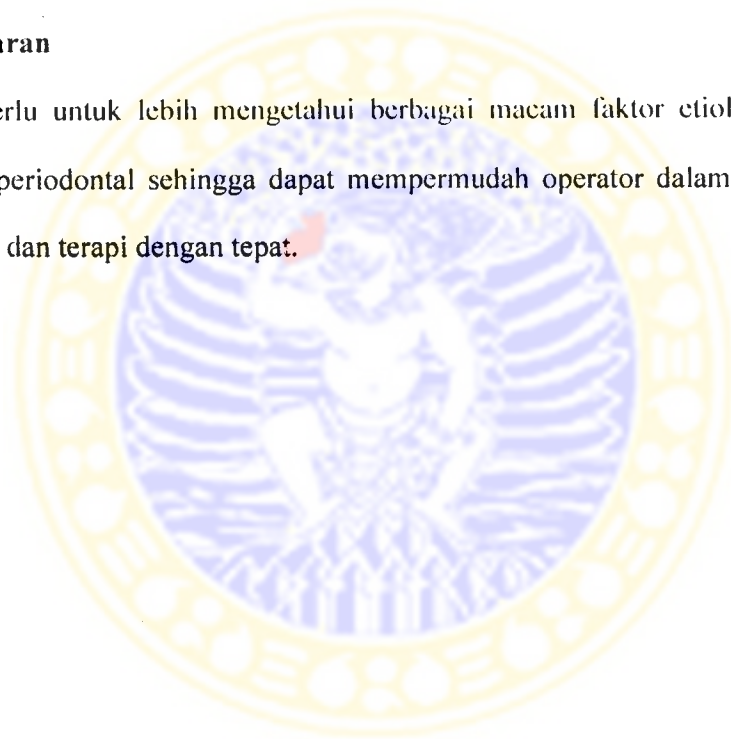 aran
erlu untuk lebih mengetahui berbagai macam faktor etiol
periodontal sehingga dapat mempermudah operator dalam
dan terapi dengan tepat.